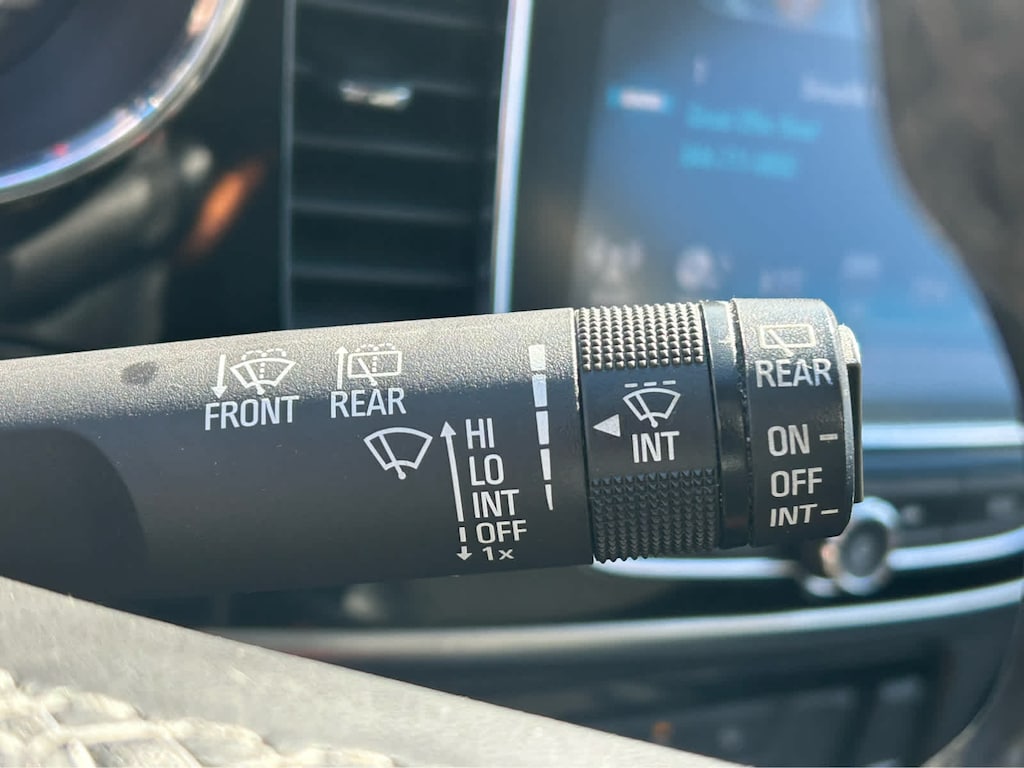 FRONT
REAR
HI
LO
INT
OFF
1x
INT
REAR
ON
OFF
INT